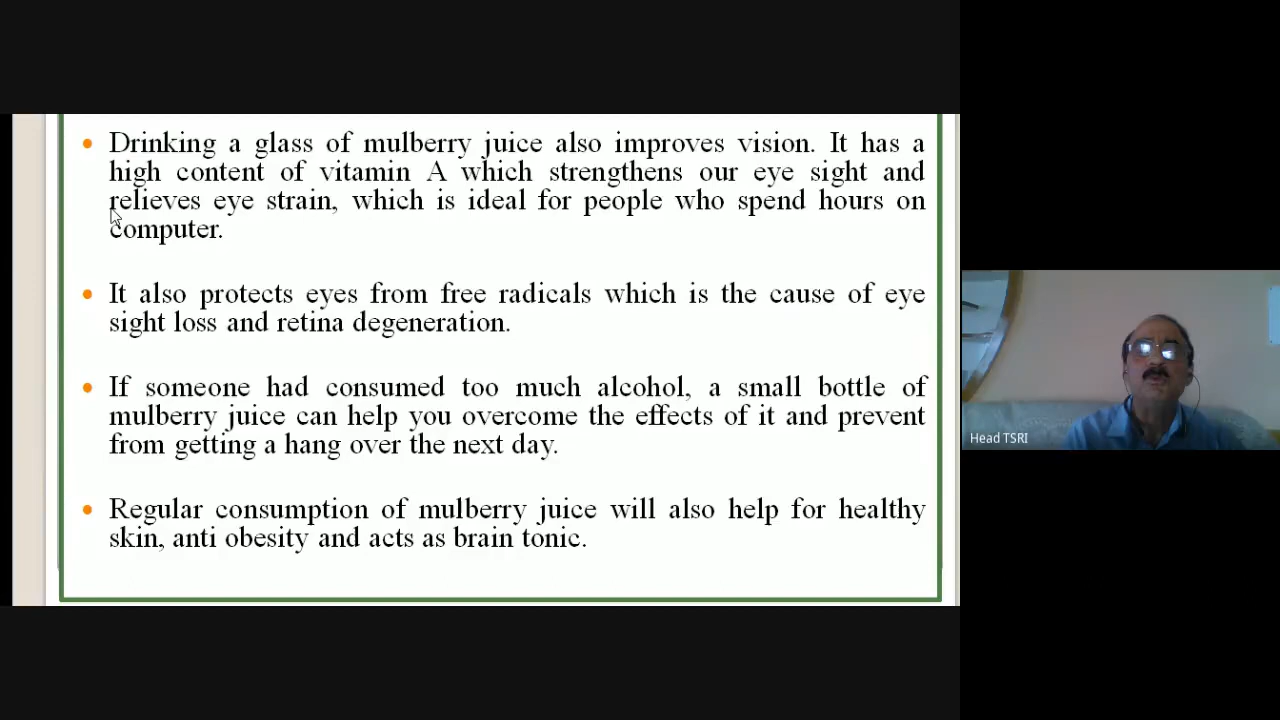 Drinking a glass of mulberry juice also improves vision. It has a
high content of vitamin A which strengthens our eye sight and
relieves eye strain, which is ideal for people who spend hours on
computer.
It also protects eyes from free radicals which is the cause of eye
sight loss and retina degeneration.
If someone had consumed too much alcohol, a small bottle of
mulberry juice can help you overcome the effects of it and prevent
from getting a hang over the next day.
Regular consumption of mulberry juice will also help for healthy
skin, anti obesity and acts as brain tonic.
Head TSRI